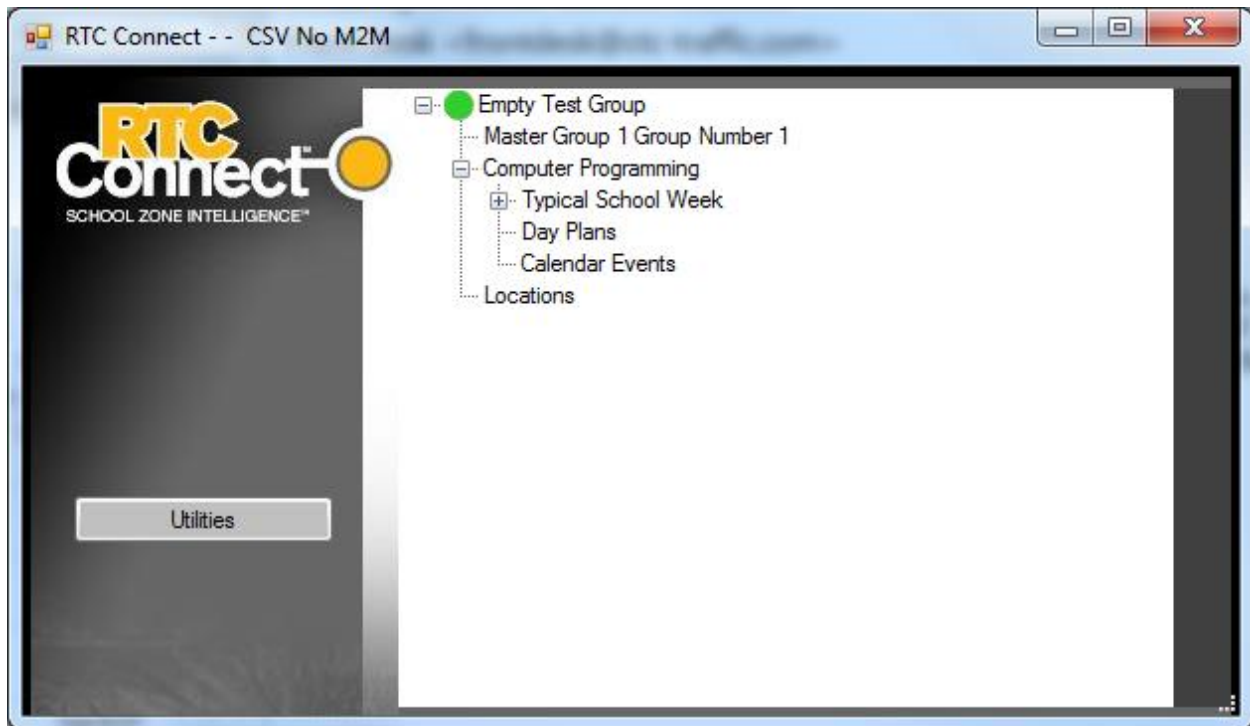 RTC Connect - - CSV No M2M
RTC
Connect
SCHOOL ZONE INTELLIGENCE
Utilities
Empty Test Group
Master Group 1 Group Number 1
Computer Programming
Typical School Week
Day Plans
Calendar Events
Locations